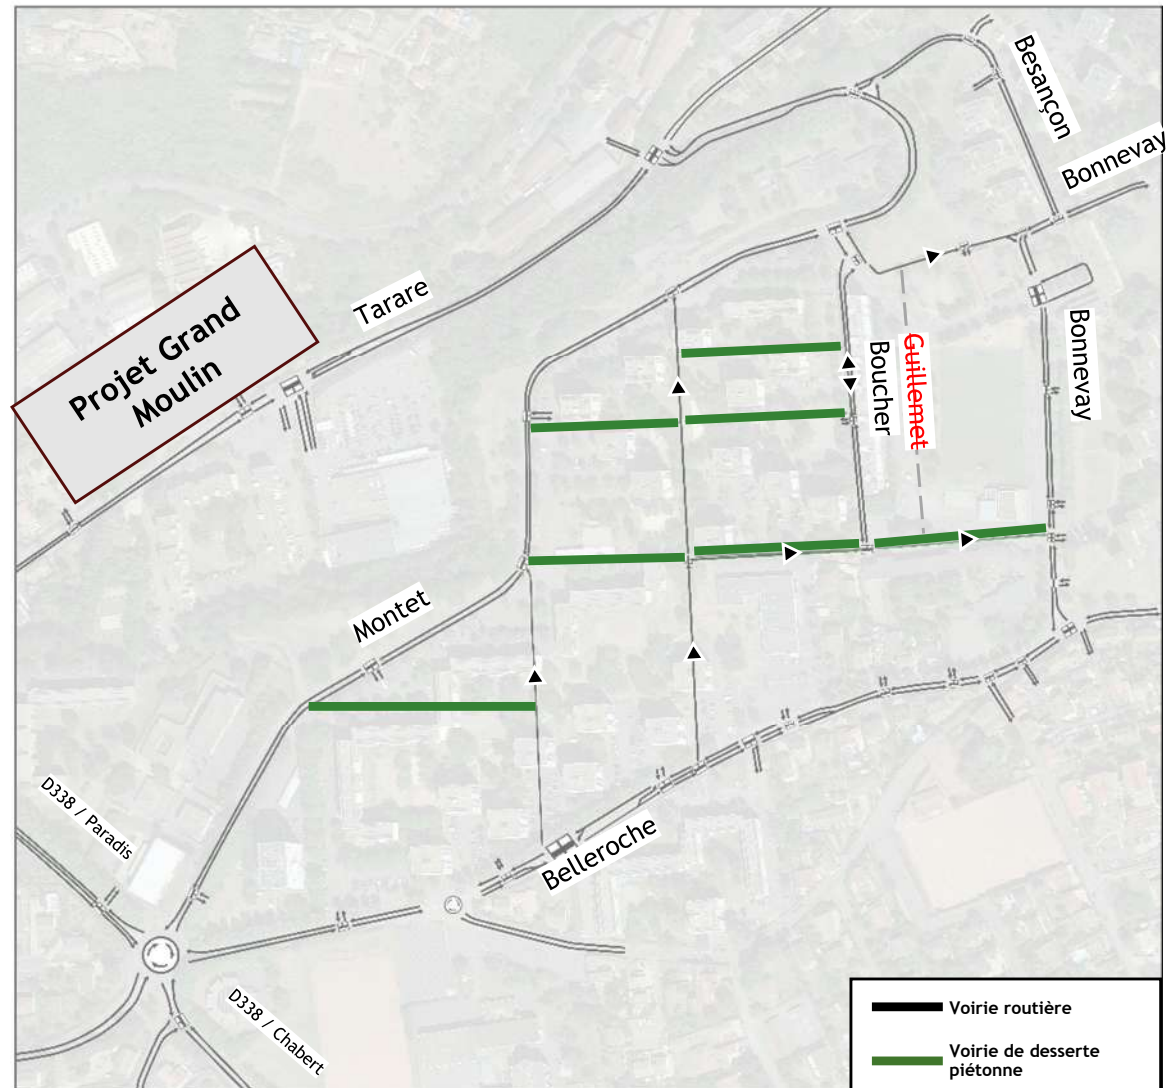 Besançon
Bonnevay
Projet Grand
Moulin
Tarare
Bonnevay
Boucher
Guillemet
Montet
D338 / Paradis
Belleroche
D338 / Chabert
Voirie routière
Voirie de desserte
piétonne